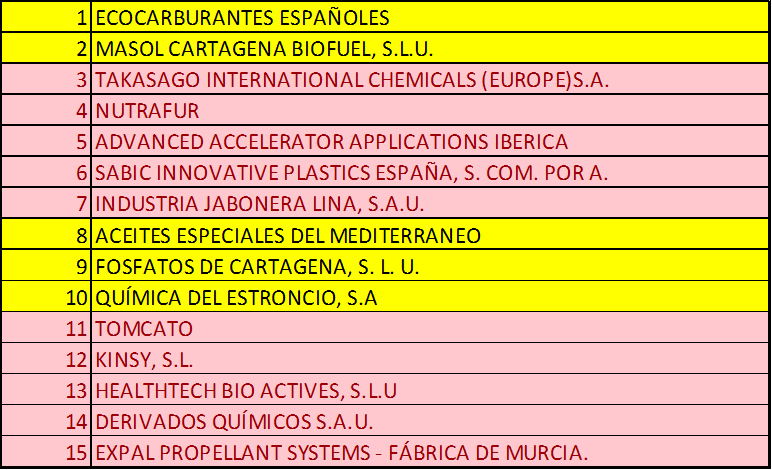 1 ECOCARBURANTES ESPAÑOLES
2 MASOL CARTAGENA BIOFUEL, S.L.U.
3 TAKASAGO INTERNATIONAL CHEMICALS (EUROPE)S.A.
4 NUTRAFUR
5 ADVANCED ACCELERATOR APPLICATIONS IBERICA
6 SABIC INNOVATIVE PLASTICS ESPAÑA, S. COM. POR A.
7 INDUSTRIA JABONERA LINA, S.A.U.
8 ACEITES ESPECIALES DEL MEDITERRANEO
9 FOSFATOS DE CARTAGENA, S. L. U.
10 QUÍMICA DEL ESTRONCIO, S.A
11 TOMCATO
12 KINSY, S.L.
13 HEALTHTECH BIO ACTIVES, S.L.U
14 DERIVADOS QUÍMICOS S.A.U.
15 EXPAL PROPELLANT SYSTEMS - FÁBRICA DE MURCIA.